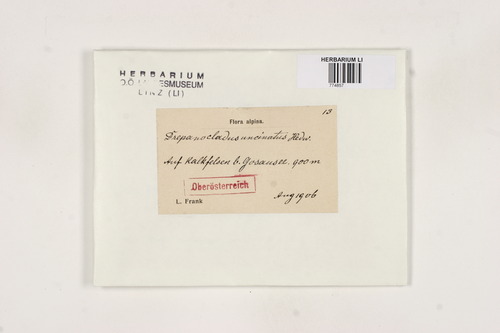 HERBARIUM
O.Ö. LANDESMUSEUM
LINZ (LI)
HERBARIUM LI
774857
13
Flora alpina.
Drepanocladus uncinatus Hedw.
Auf Kalkfelsen b. Gosausee. 900 m
Oberösterreich
L. Frank
Aug 1906